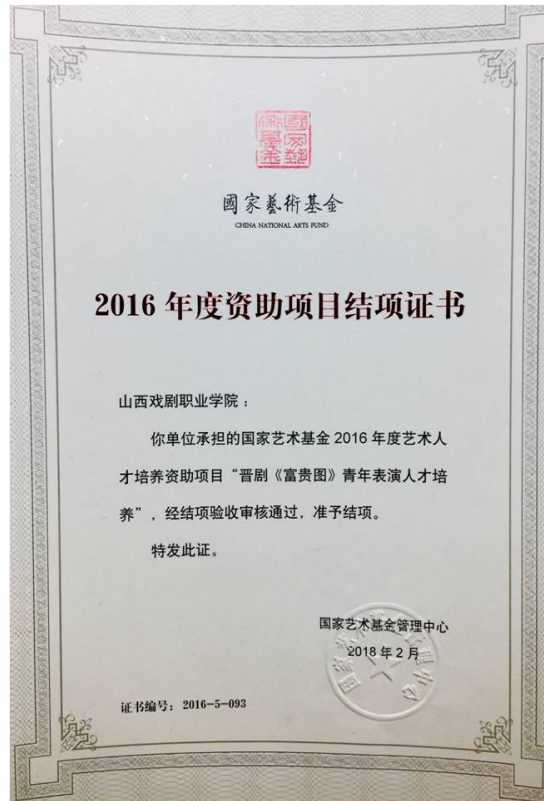 國家藝術基金
CHINA NATIONAL ARTS FUND
2016 年度资助项目结项证书
山西戏剧职业学院：
你单位承担的国家艺术基金 2016 年度艺术人
才培养资助项目“晋剧《富贵图》青年表演人才培
养”，经结项验收审核通过，准予结项。
特发此证。
国家艺术基金管理中心
2018 年 2 月
证书编号：2016-5-093